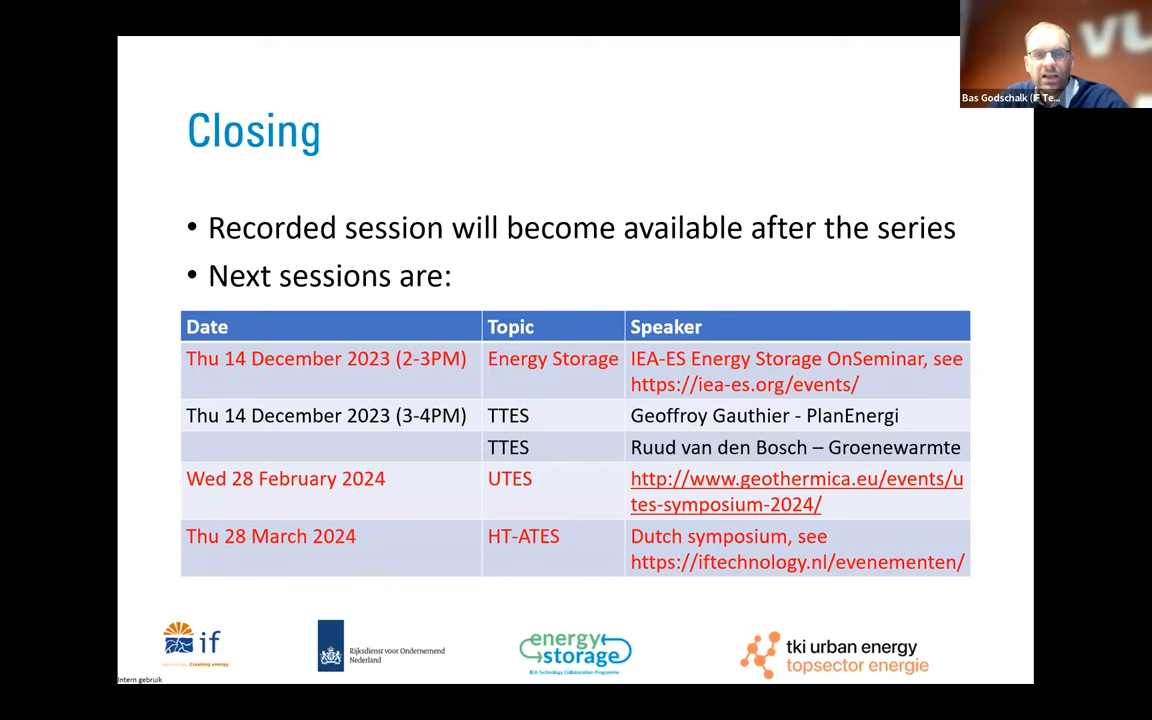 VL
Bas Godschalk (IF Te...
Closing
• Recorded session will become available after the series
• Next sessions are:
Date Topic Speaker
Thu 14 December 2023 (2-3PM) Energy Storage IEA-ES Energy Storage OnSeminar, see
https://iea-es.org/events/
Thu 14 December 2023 (3-4PM) TTES Geoffroy Gauthier - PlanEnergi
TTES Ruud van den Bosch – Groenewarmte
Wed 28 February 2024 UTES http://www.geothermica.eu/events/u
tes-symposium-2024/
Thu 28 March 2024 HT-ATES Dutch symposium, see
https://iftechnology.nl/evenementen/
if
technology Creating energy
Rijksdienst voor Ondernemend
Nederland
energy
storage
IEA Technology Collaboration Programme
tki urban energy
topsector energie
Intern gebruik